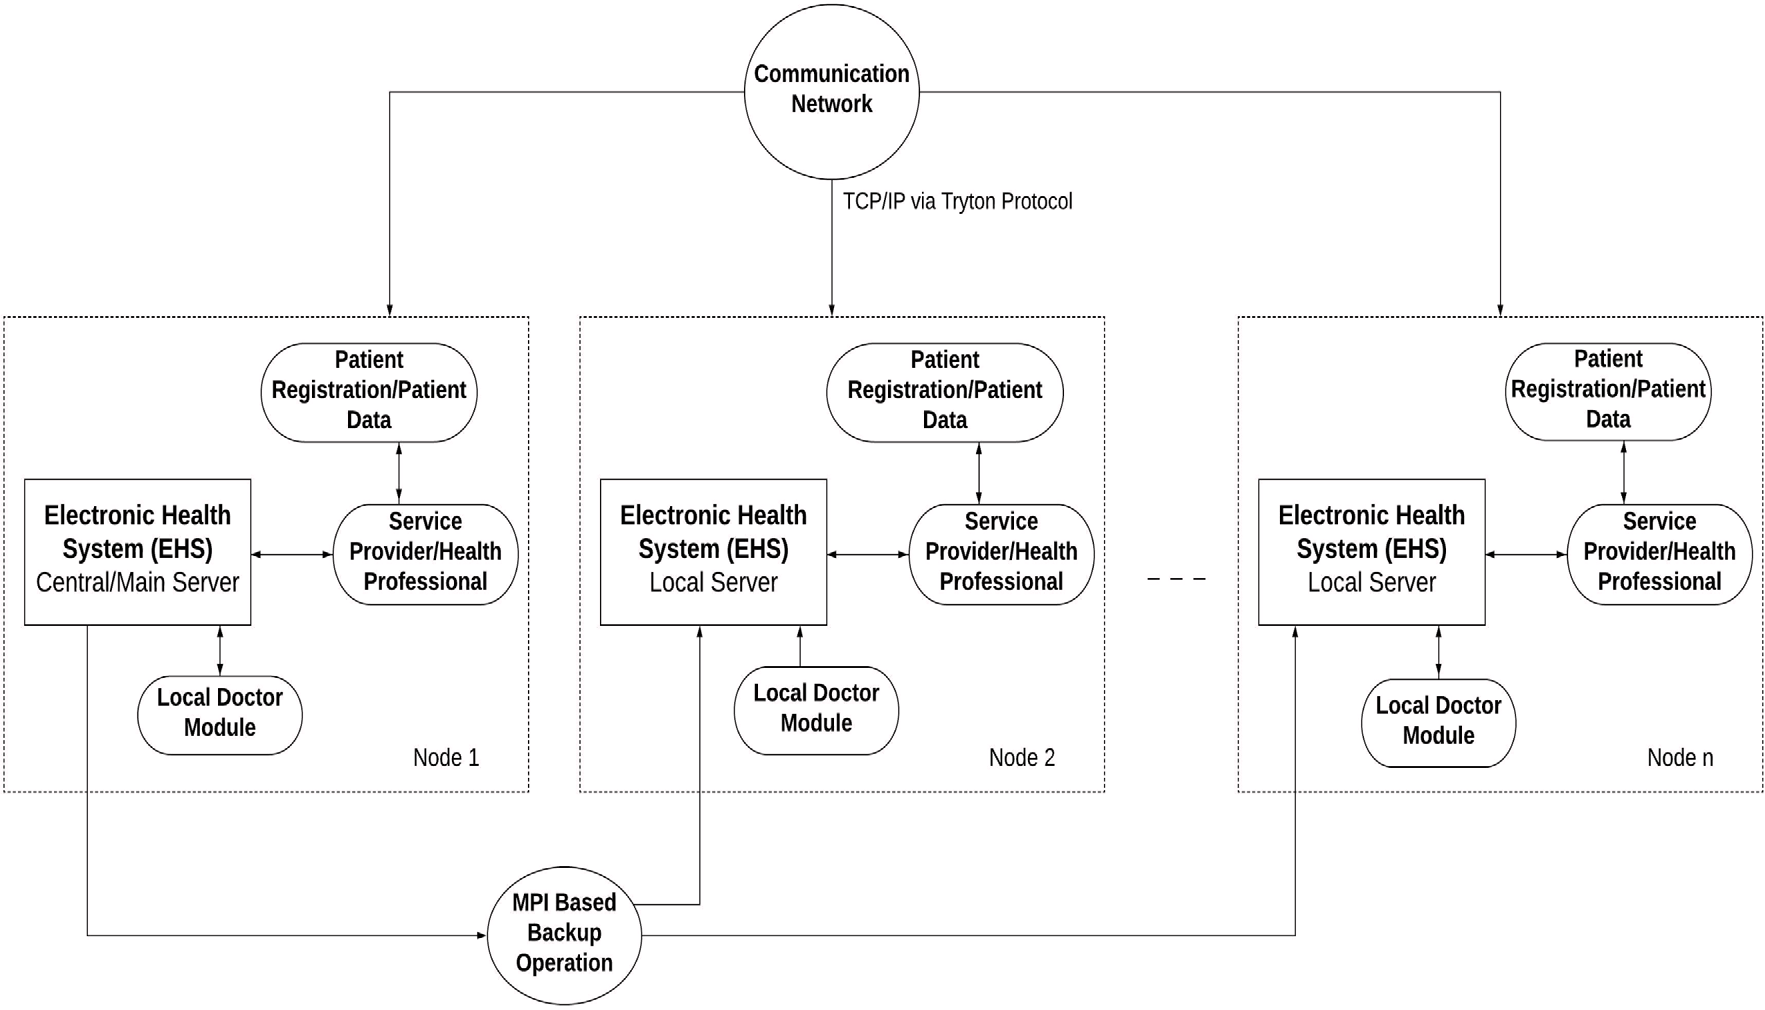 Communication
Network
TCP/IP via Tryton Protocol
Patient
Registration/Patient
Data
Electronic Health
System (EHS)
Central/Main Server
Service
Provider/Health
Professional
Local Doctor
Module
Node 1
Patient
Registration/Patient
Data
Electronic Health
System (EHS)
Local Server
Service
Provider/Health
Professional
Local Doctor
Module
Node 2
Patient
Registration/Patient
Data
Electronic Health
System (EHS)
Local Server
Service
Provider/Health
Professional
Local Doctor
Module
Node n
MPI Based
Backup
Operation